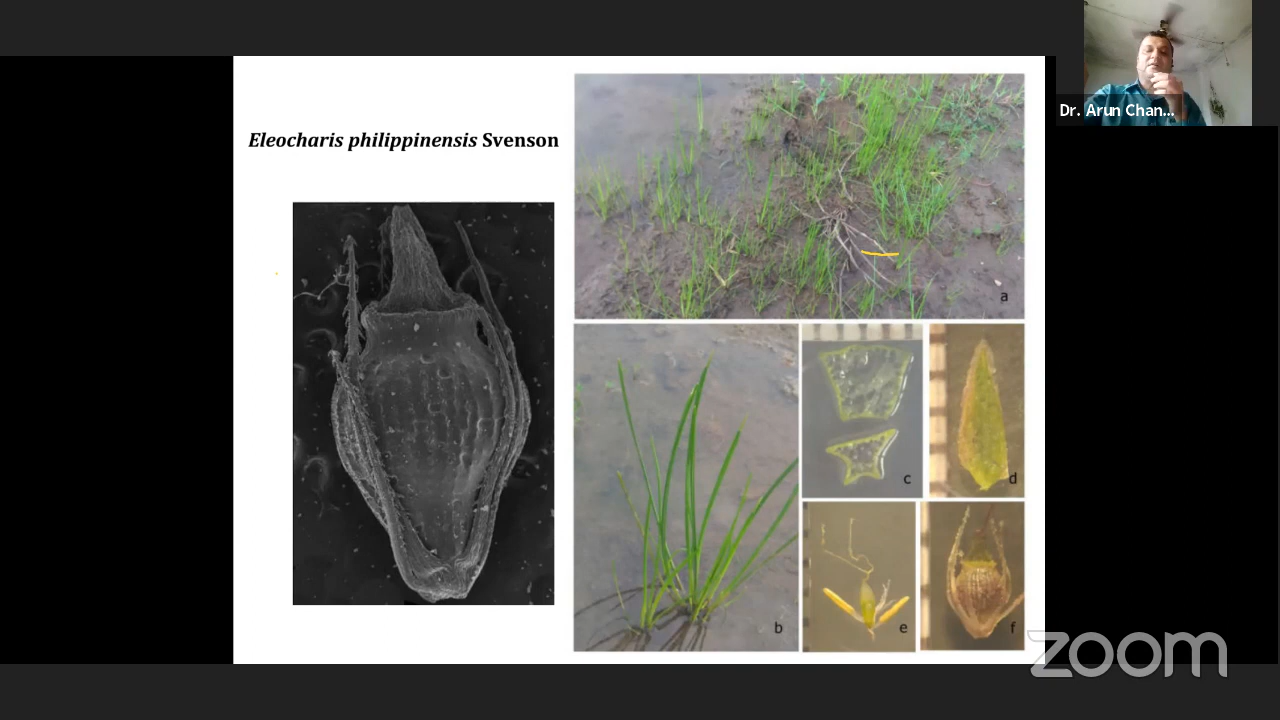 Dr. Arun Chan...
Eleocharis philippinensis Svenson
a
b
c
d
e
f
zoom